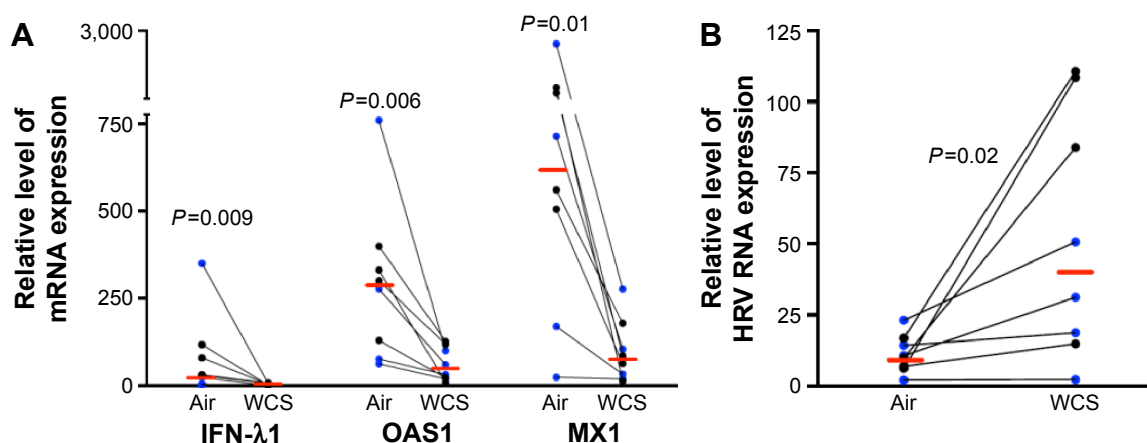 A
Relative level of
mRNA expression
3,000
750
500
250
0
P=0.009
P=0.006
P=0.01
Air WCS Air WCS Air WCS
IFN-λ1 OAS1 MX1
B
Relative level of
HRV RNA expression
125
100
75
50
25
0
P=0.02
Air WCS